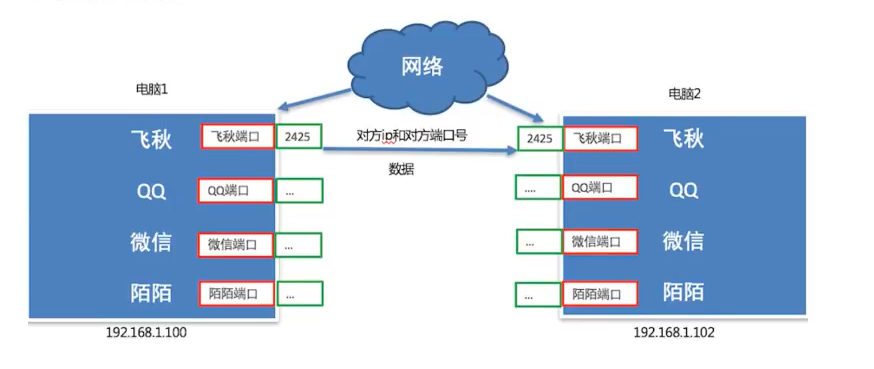 网络
电脑1
电脑2
飞秋 飞秋端口 2425
对方ip和对方端口号
2425 飞秋端口 飞秋
数据
QQ QQ端口 ...
.... QQ端口 QQ
微信 微信端口 ...
... 微信端口 微信
陌陌 陌陌端口 ...
... 陌陌端口 陌陌
192.168.1.100
192.168.1.102